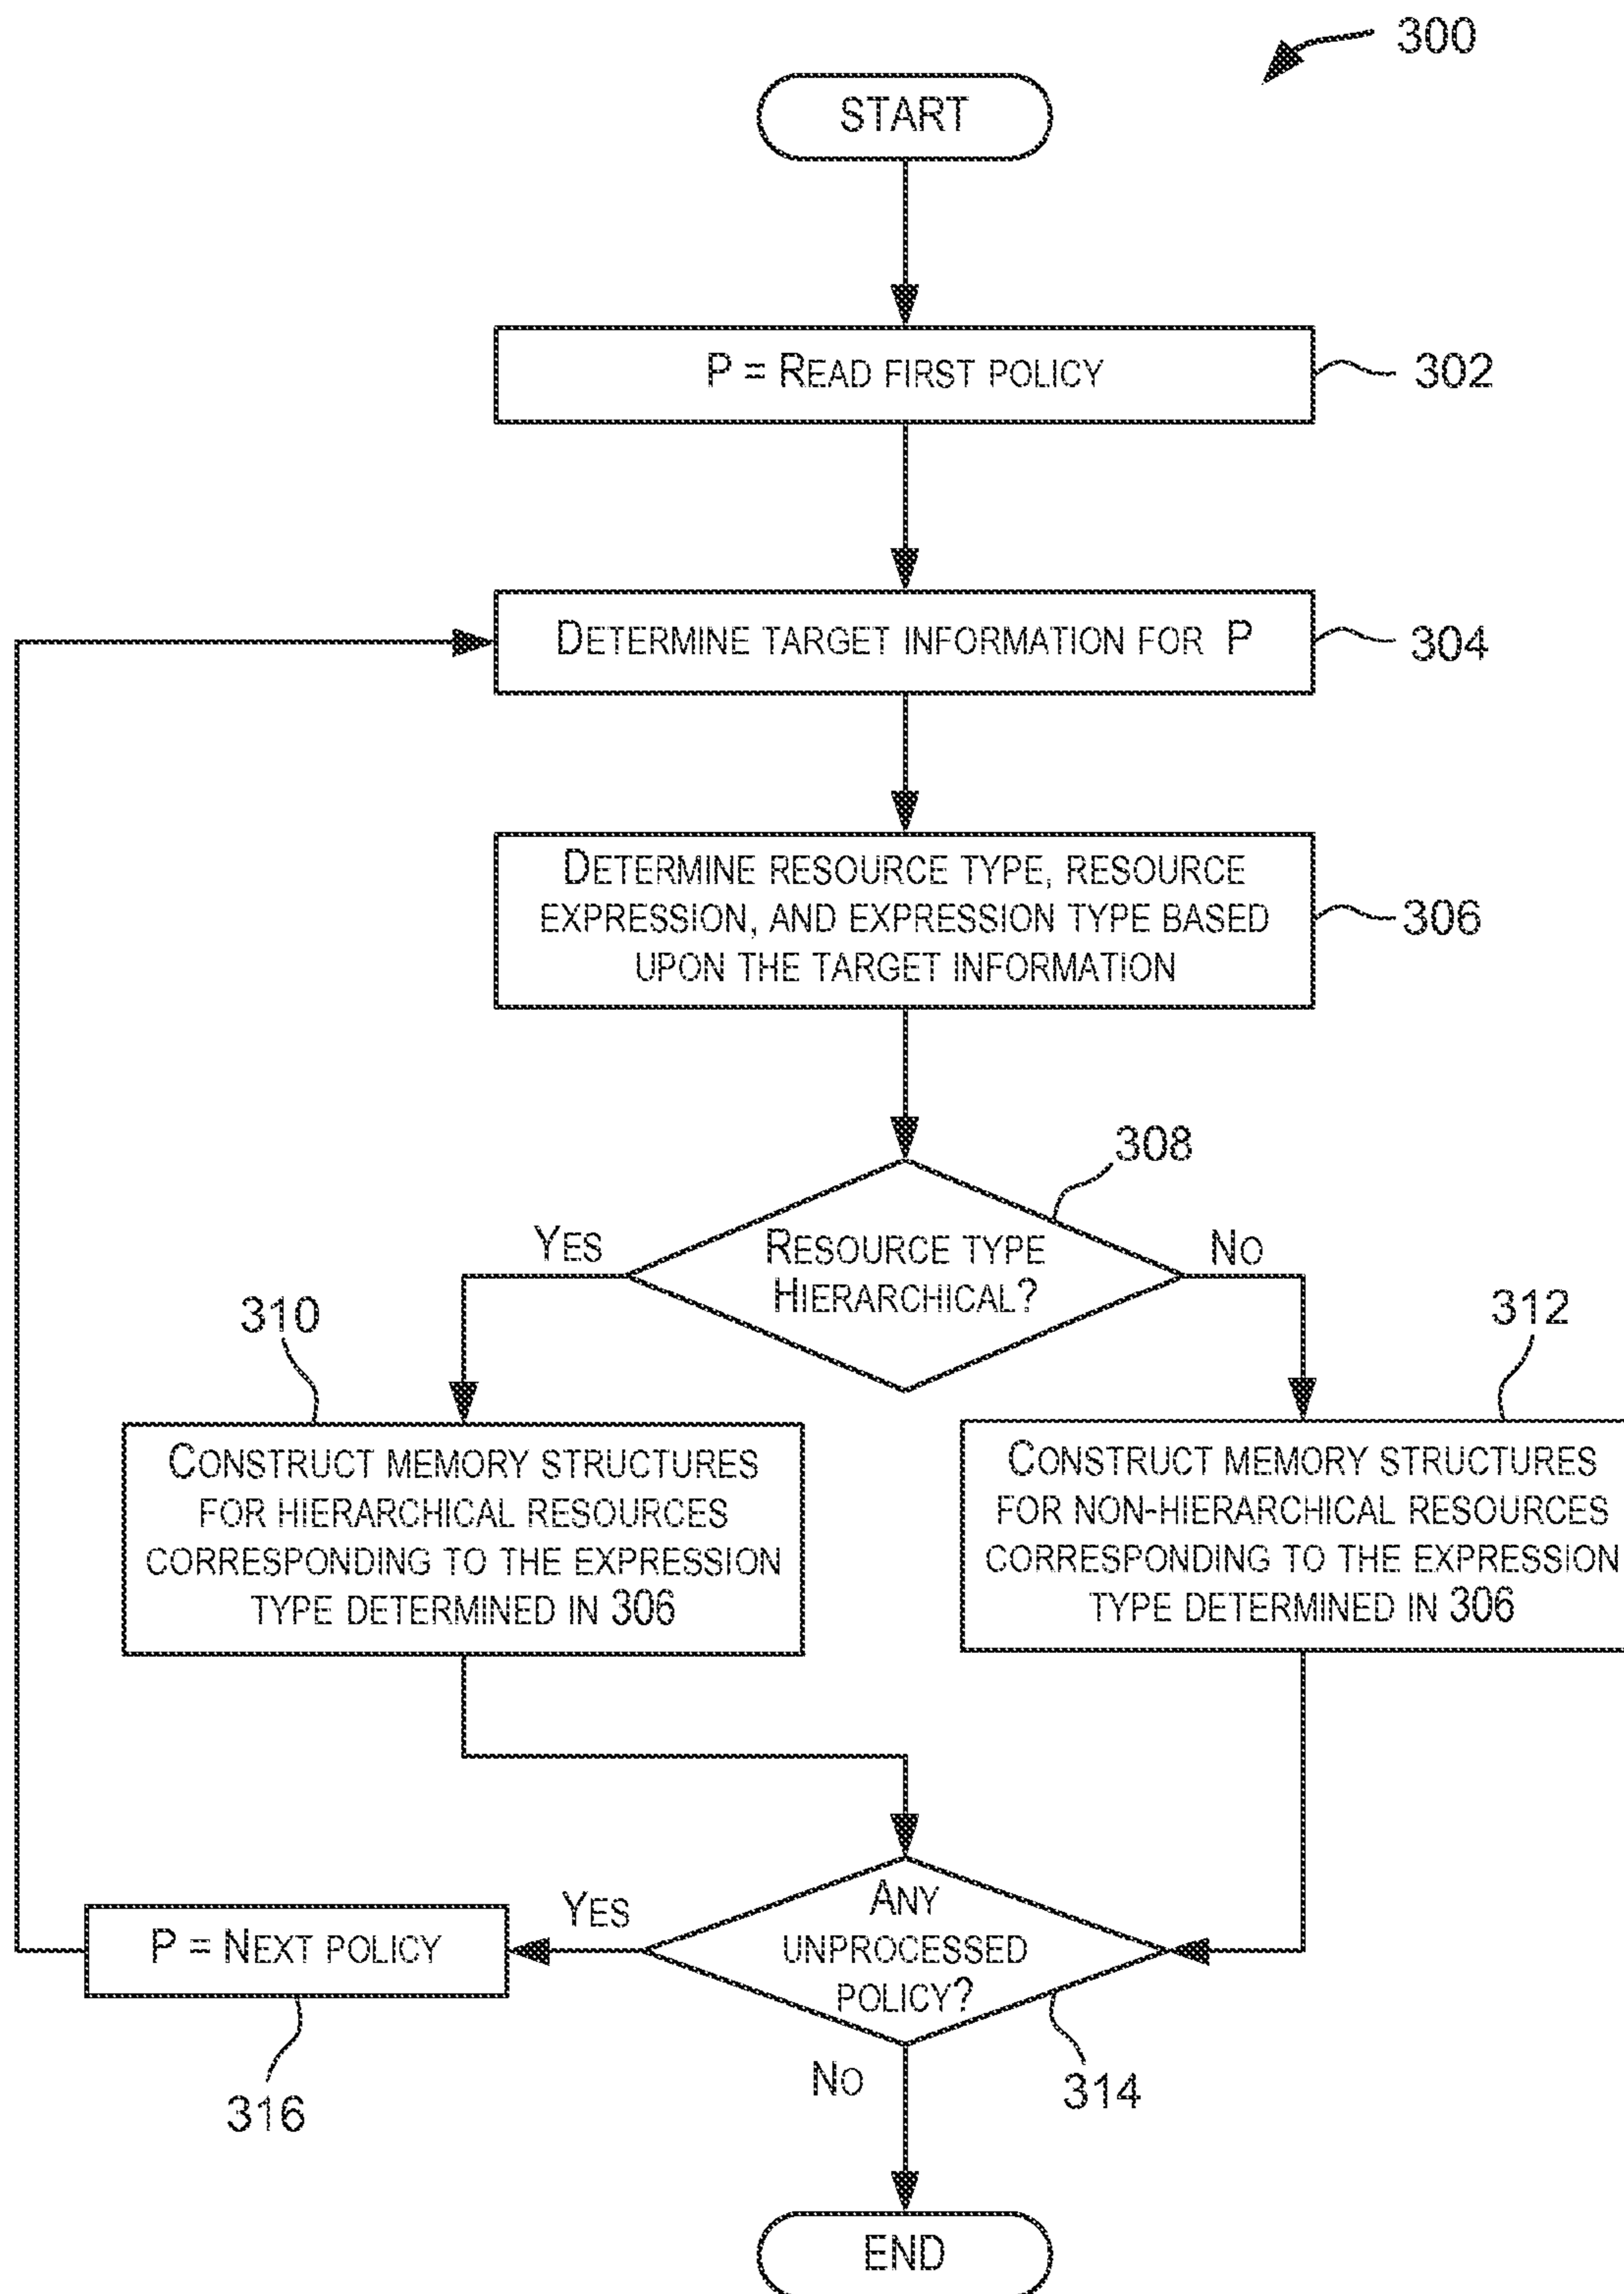 300
START
P = READ FIRST POLICY
302
DETERMINE TARGET INFORMATION FOR P
304
DETERMINE RESOURCE TYPE, RESOURCE
EXPRESSION, AND EXPRESSION TYPE BASED
UPON THE TARGET INFORMATION
306
308
YES
RESOURCE TYPE
HIERARCHICAL?
NO
310
312
CONSTRUCT MEMORY STRUCTURES
FOR HIERARCHICAL RESOURCES
CORRESPONDING TO THE EXPRESSION
TYPE DETERMINED IN 306
CONSTRUCT MEMORY STRUCTURES
FOR NON-HIERARCHICAL RESOURCES
CORRESPONDING TO THE EXPRESSION
TYPE DETERMINED IN 306
P = NEXT POLICY
YES
ANY
UNPROCESSED
POLICY?
316
NO
314
END